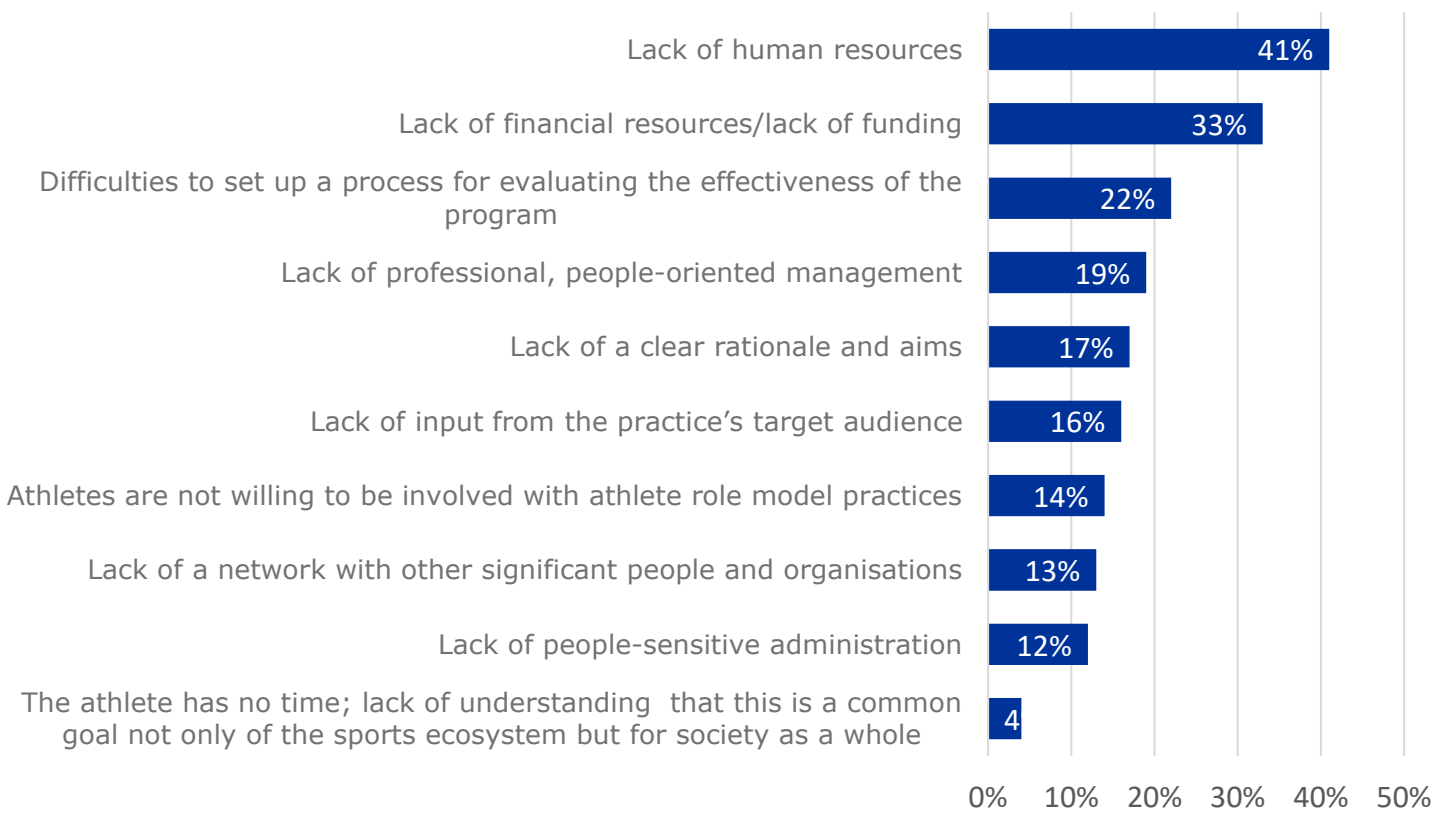 Lack of human resources
41%
Lack of financial resources/lack of funding
33%
Difficulties to set up a process for evaluating the effectiveness of the
program
22%
Lack of professional, people-oriented management
19%
Lack of a clear rationale and aims
17%
Lack of input from the practice’s target audience
16%
Athletes are not willing to be involved with athlete role model practices
14%
Lack of a network with other significant people and organisations
13%
Lack of people-sensitive administration
12%
The athlete has no time; lack of understanding  that this is a common
goal not only of the sports ecosystem but for society as a whole
4
0% 10% 20% 30% 40% 50%